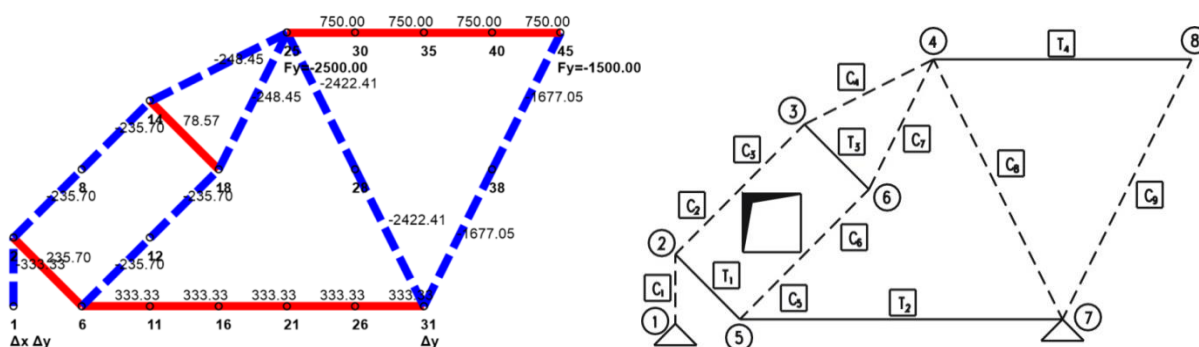 750.00 750.00 750.00 750.00
25 30 35 40 45
Fy=-2500.00 Fy=-1500.00
-248.45
-2422.41
-248.45
-1677.05
14
78.57
-235.70
8
18
28
38
-235.70
-235.70
-2422.41
-1677.05
2
-333.33
235.70
12
-235.70
333.33 333.33 333.33 333.33 333.33
1 6 11 16 21 26 31
Δx Δy Δy
4 T4 8
C4
3
C3
T3
C7
6
C8
C9
C2
2
C6
T1
C1
1
5
C5
T2
7